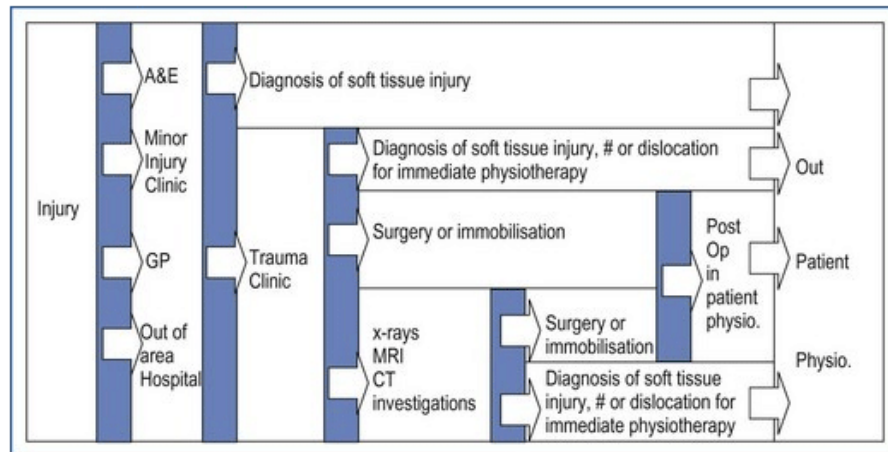 Injury
A&E
Minor
Injury
Clinic
GP
Out of
area
Hospital
Diagnosis of soft tissue injury
Trauma
Clinic
Diagnosis of soft tissue injury, # or dislocation
for immediate physiotherapy
Surgery or immobilisation
x-rays
MRI
CT
investigations
Surgery or
immobilisation
Diagnosis of soft tissue
injury, # or dislocation for
immediate physiotherapy
Post
Op
in
patient
physio.
Out
Patient
Physio.